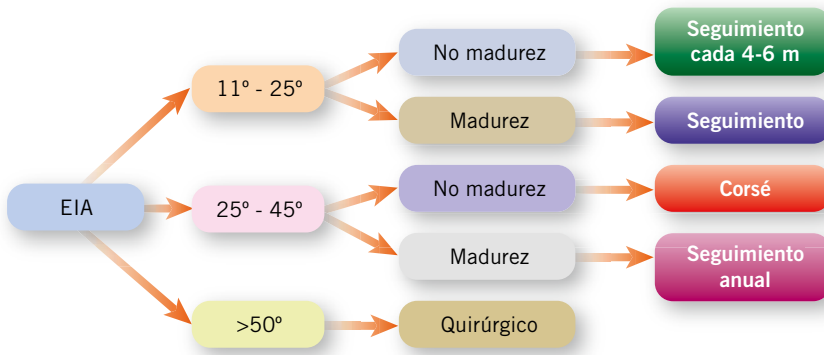 EIA
11º - 25º
No madurez
Seguimiento
cada 4-6 m
Madurez
Seguimiento
25º - 45º
No madurez
Corsé
Madurez
Seguimiento
anual
>50º
Quirúrgico